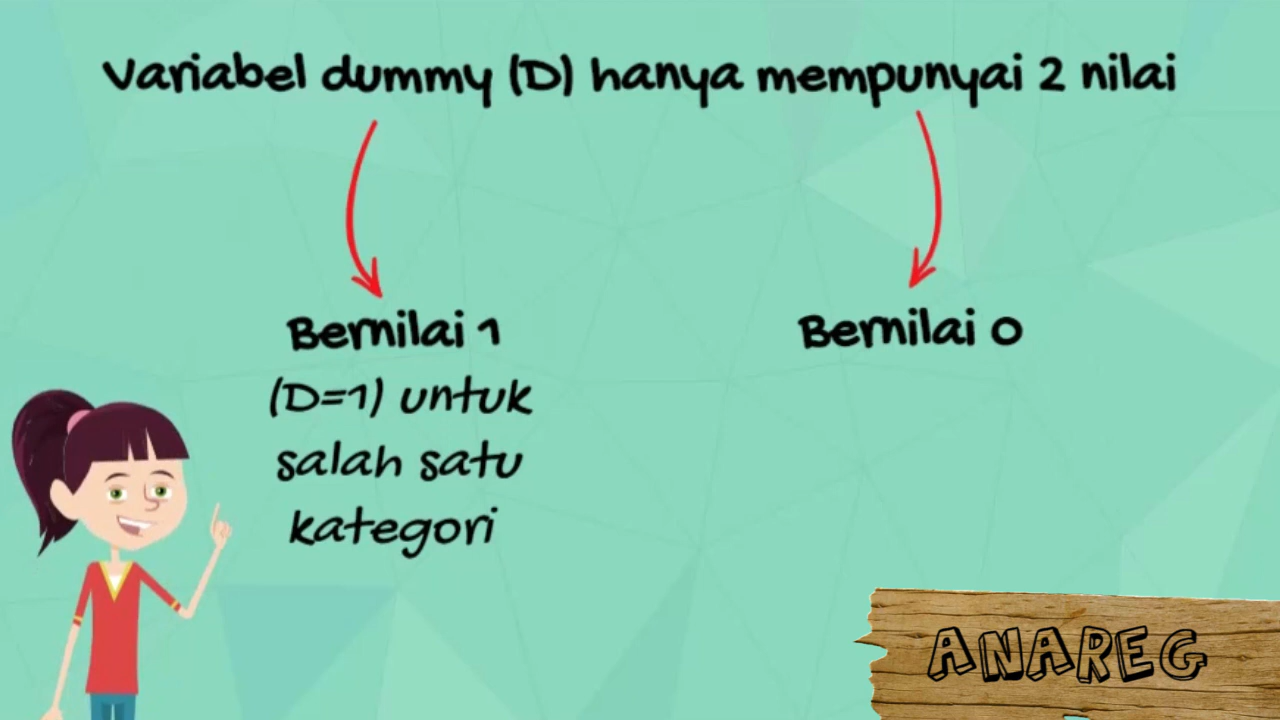 Variabel dummy (D) hanya mempunyai 2 nilai
Bernilai 1
(D=1) untuk
salah satu
kategori
Bernilai 0
ANAREG